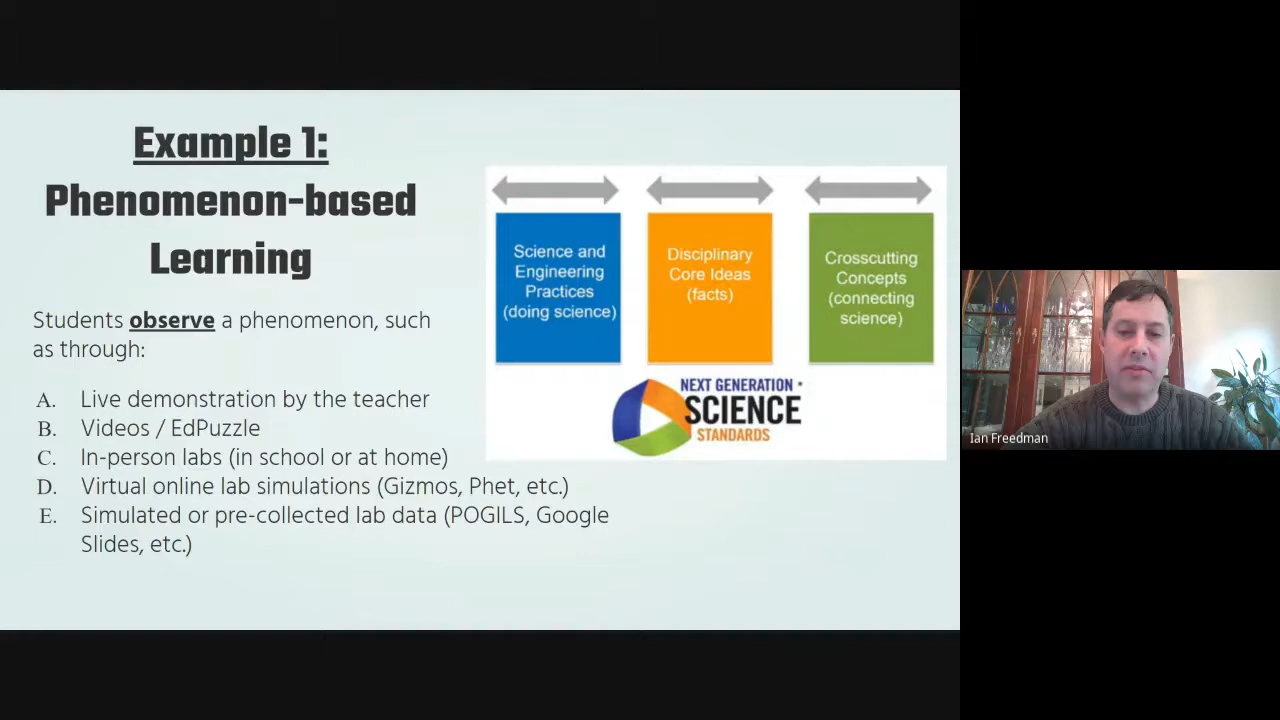 Example 1:
Phenomenon-based
Learning
Students observe a phenomenon, such
as through:
A. Live demonstration by the teacher
B. Videos / EdPuzzle
C. In-person labs (in school or at home)
D. Virtual online lab simulations (Gizmos, Phet, etc.)
E. Simulated or pre-collected lab data (POGILS, Google
Slides, etc.)
Science and
Engineering
Practices
(doing science)
Disciplinary
Core Ideas
(facts)
Crosscutting
Concepts
(connecting
science)
NEXT GENERATION
SCIENCE
STANDARDS
Ian Freedman